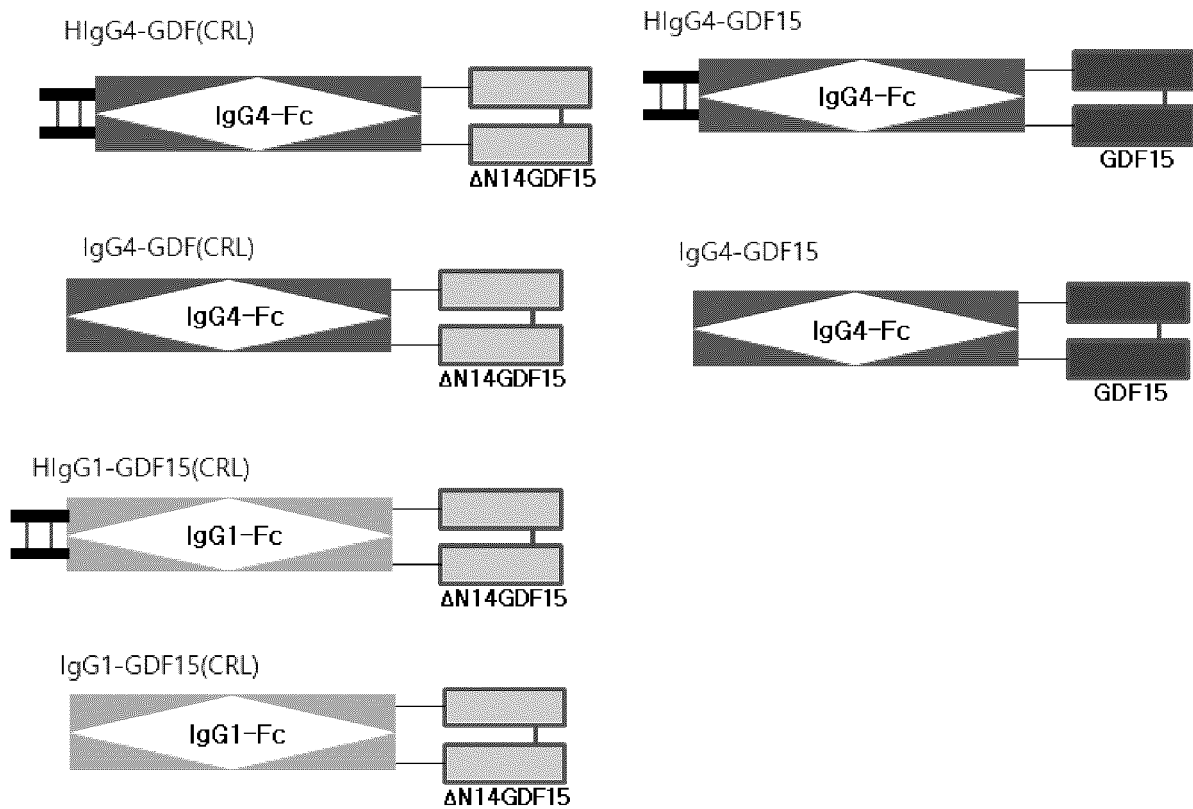 HIgG4-GDF(CRL)
IgG4-Fc
ΔN14GDF15
HIgG4-GDF15
IgG4-Fc
GDF15
IgG4-GDF(CRL)
IgG4-Fc
ΔN14GDF15
IgG4-GDF15
IgG4-Fc
GDF15
HIgG1-GDF15(CRL)
IgG1-Fc
ΔN14GDF15
IgG1-GDF15(CRL)
IgG1-Fc
ΔN14GDF15